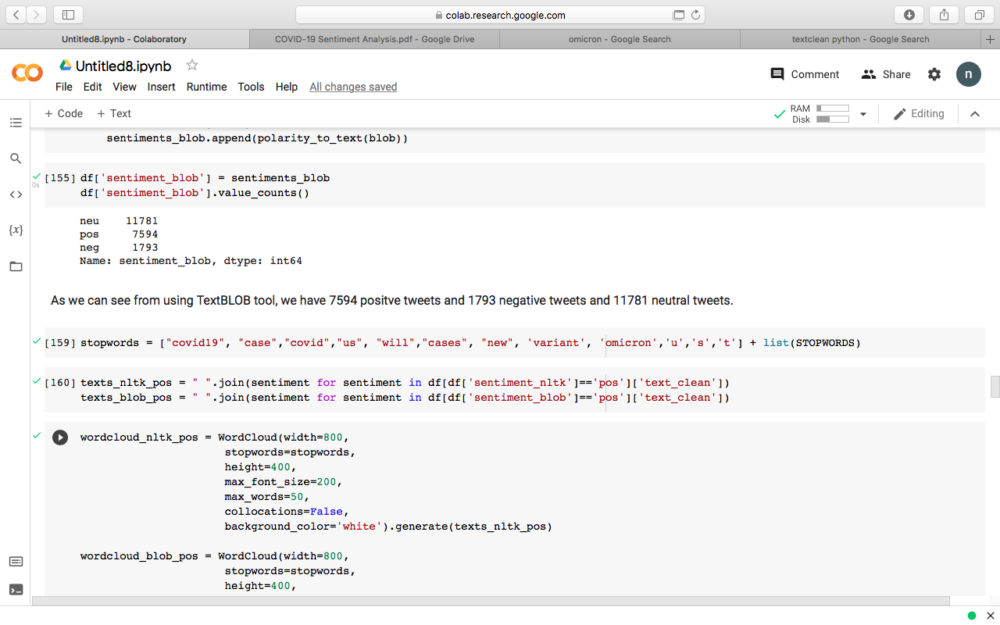 colab.research.google.com
Untitled8.ipynb - Colaboratory
COVID-19 Sentiment Analysis.pdf - Google Drive
omicron - Google Search
textclean python - Google Search
Untitled8.ipynb
File Edit View Insert Runtime Tools Help All changes saved
Comment
Share
n
+ Code + Text
RAM
Disk
Editing
sentiments_blob.append(polarity_to_text(blob))
[155] df['sentiment_blob'] = sentiments_blob
0s
df['sentiment_blob'].value_counts()
neu 11781
pos 7594
neg 1793
Name: sentiment_blob, dtype: int64
As we can see from using TextBLOB tool, we have 7594 positve tweets and 1793 negative tweets and 11781 neutral tweets.
[159] stopwords = ["covid19", "case","covid","us", "will","cases", "new", 'variant', 'omicron','u','s','t'] + list(STOPWORDS)
[160] texts_nltk_pos = " ".join(sentiment for sentiment in df[df['sentiment_nltk']=='pos']['text_clean'])
texts_blob_pos = " ".join(sentiment for sentiment in df[df['sentiment_blob']=='pos']['text_clean'])
wordcloud_nltk_pos = WordCloud(width=800,
stopwords=stopwords,
height=400,
max_font_size=200,
max_words=50,
collocations=False,
background_color='white').generate(texts_nltk_pos)
wordcloud_blob_pos = WordCloud(width=800,
stopwords=stopwords,
height=400,